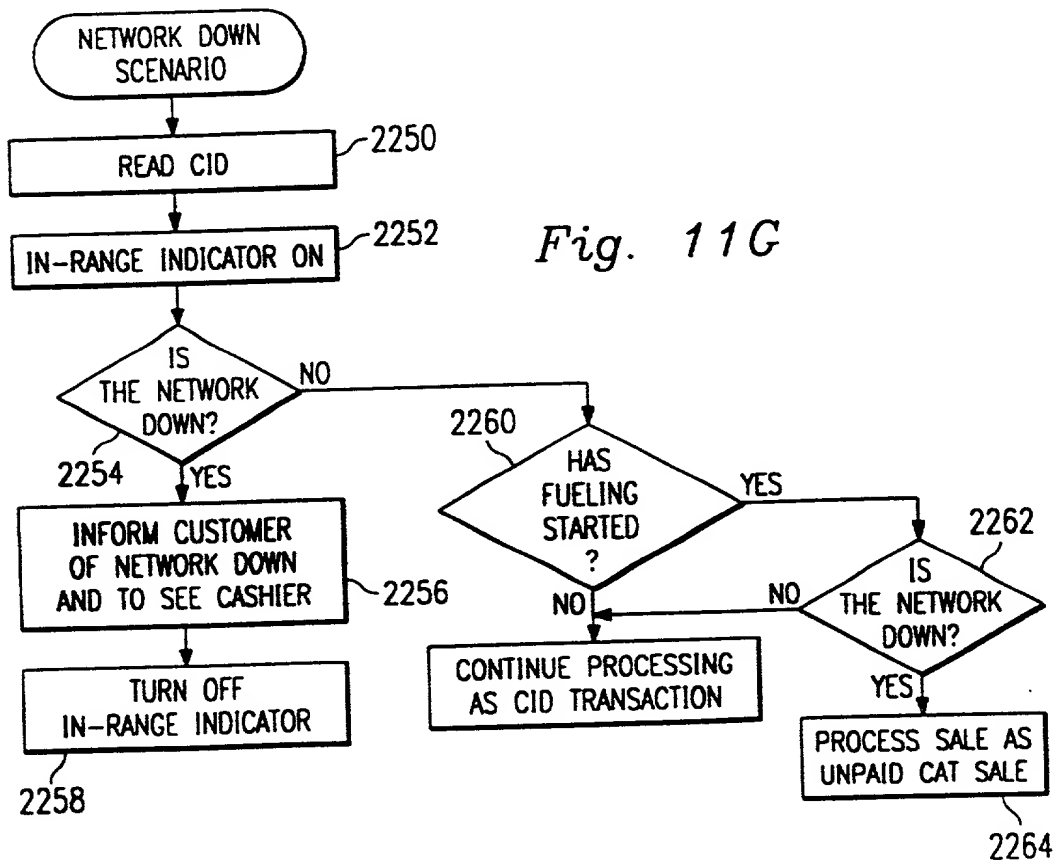 NETWORK DOWN
SCENARIO
2250
READ CID
2252
IN-RANGE INDICATOR ON
Fig. 11G
IS
THE NETWORK
DOWN?
NO
2254
YES
2260
HAS
FUELING
STARTED
?
YES
NO
2262
IS
THE NETWORK
DOWN?
NO
YES
INFORM CUSTOMER
OF NETWORK DOWN
AND TO SEE CASHIER
2256
CONTINUE PROCESSING
AS CID TRANSACTION
TURN OFF
IN-RANGE INDICATOR
2258
PROCESS SALE AS
UNPAID CAT SALE
2264